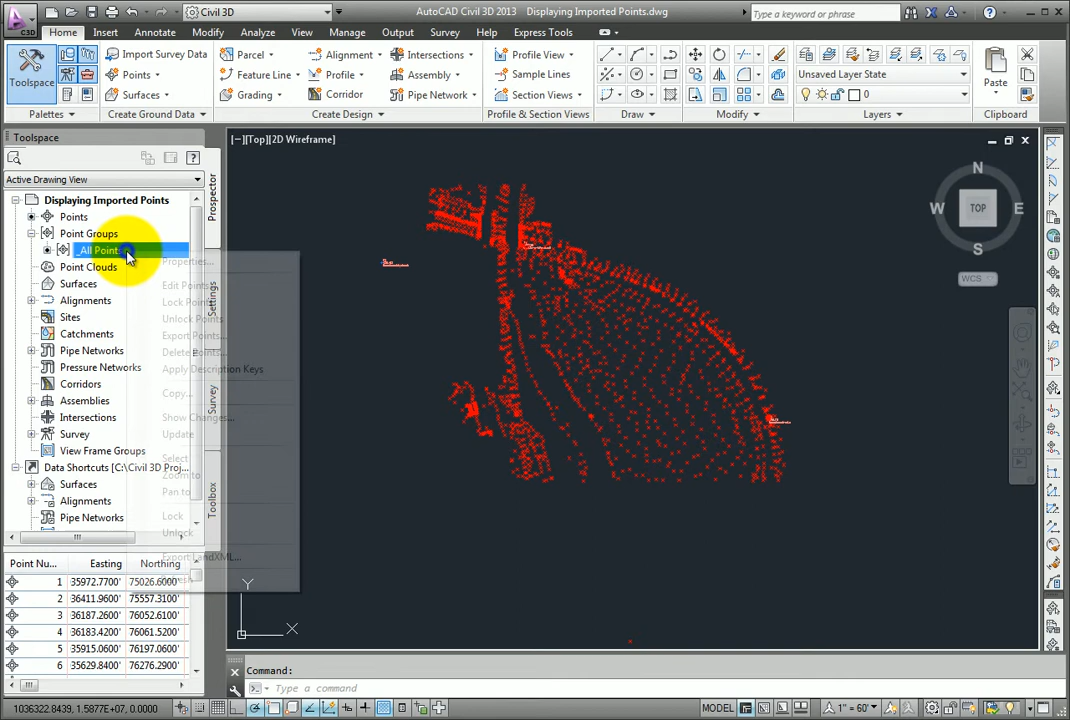 Civil 3D
AutoCAD Civil 3D 2013 Displaying Imported Points.dwg
Type a keyword or phrase
C3D
Home Insert Annotate Modify Analyze View Manage Output Survey Help Express Tools
Toolspace
Import Survey Data
Points
Surfaces
Parcel
Feature Line
Grading
Alignment
Profile
Corridor
Intersections
Assembly
Pipe Network
Profile View
Sample Lines
Section Views
Unsaved Layer State
0
Paste
Palettes
Create Ground Data
Create Design
Profile & Section Views
Draw
Modify
Layers
Clipboard
Toolspace
Active Drawing View
Displaying Imported Points
Points
Point Groups
_All Points
Point Clouds
Surfaces
Alignments
Sites
Catchments
Pipe Networks
Pressure Networks
Corridors
Assemblies
Intersections
Survey
View Frame Groups
Data Shortcuts [C:\Civil 3D Proj...
Surfaces
Alignments
Pipe Networks
Prospector
Settings
Survey
Toolbox
Properties...
Edit Points...
Lock Points
Unlock Points
Export Points...
Delete Points...
Apply Description Keys
Copy...
Show Changes...
Update
Select
Zoom to
Pan to
Lock
Unlock
Export LandXML...
Point Nu... Easting Northing
1 35972.7700' 75026.6000'
2 36411.9600' 75557.3100'
3 36187.2600' 76052.6100'
4 36183.4200' 76061.5200'
5 35915.0600' 76197.0600'
6 35629.8400' 76276.2900'
[−][Top][2D Wireframe]
N
W
TOP
E
S
WCS
Y
X
Command:
Type a command
1036322.8439, 1.5877E+07, 0.0000
MODEL
1" = 60'